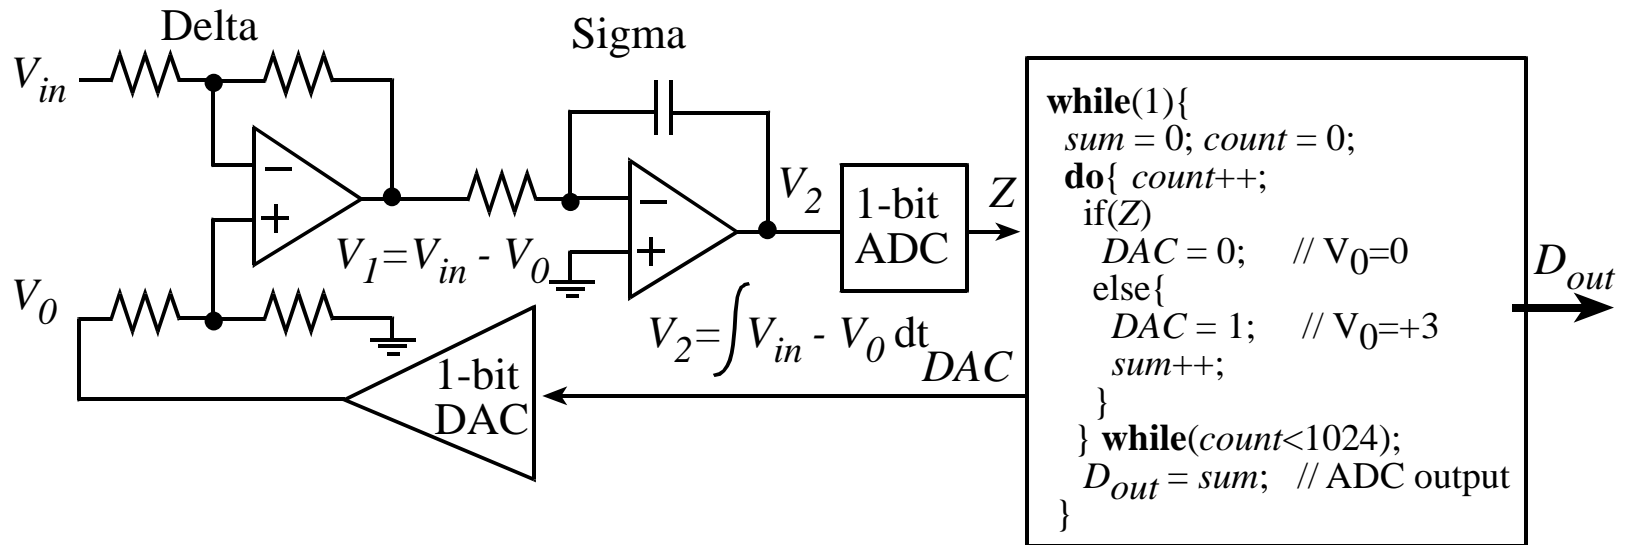 Delta
Sigma
V_in
V_1=V_in - V_0
V_0
V_2
V_2=∫V_in - V_0 dt
1-bit
ADC
Z
1-bit
DAC
DAC
while(1){
sum = 0; count = 0;
do{ count++;
if(Z)
DAC = 0; // V_0=0
else{
DAC = 1; // V_0=+3
sum++;
}
} while(count<1024);
D_out = sum; // ADC output
}
D_out
−
+
−
+